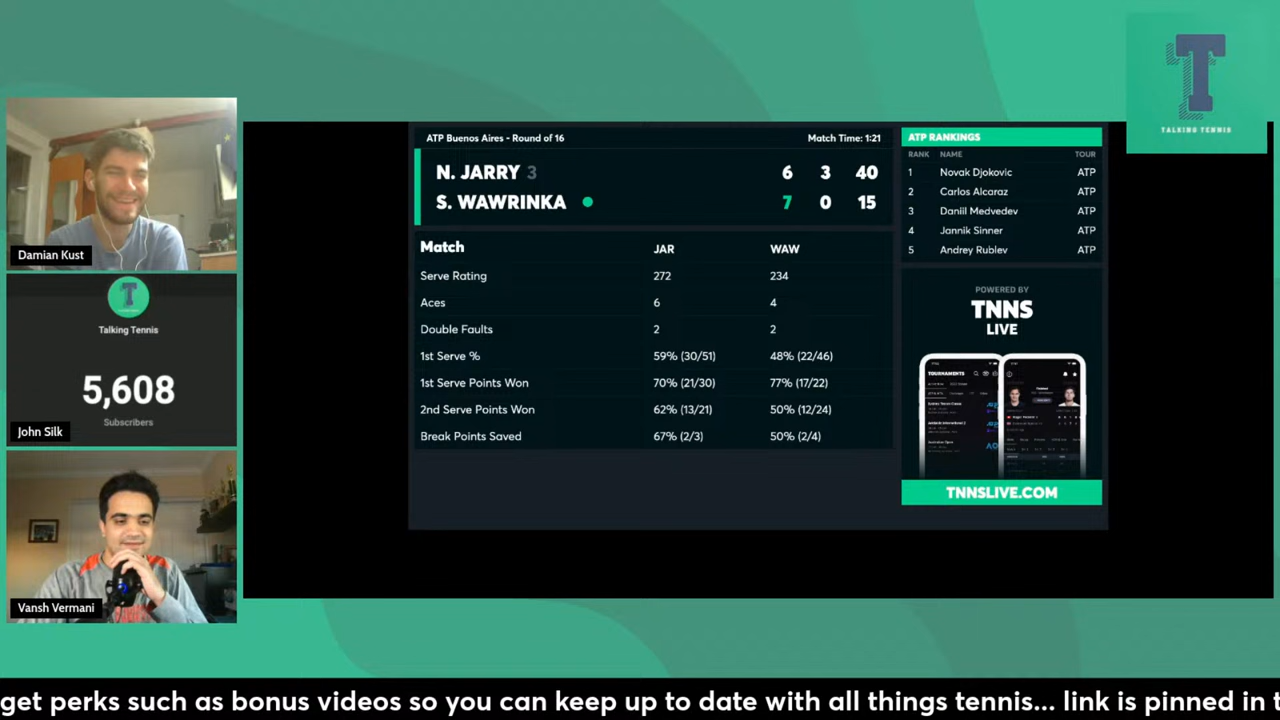 T
TALKING TENNIS
Damian Kust
T
Talking Tennis
5,608
Subscribers
John Silk
Vansh Vermani
ATP Buenos Aires - Round of 16 Match Time: 1:21
N. JARRY 3 6 3 40
S. WAWRINKA 7 0 15
Match JAR WAW
Serve Rating 272 234
Aces 6 4
Double Faults 2 2
1st Serve % 59% (30/51) 48% (22/46)
1st Serve Points Won 70% (21/30) 77% (17/22)
2nd Serve Points Won 62% (13/21) 50% (12/24)
Break Points Saved 67% (2/3) 50% (2/4)
ATP RANKINGS
RANK NAME TOUR
1 Novak Djokovic ATP
2 Carlos Alcaraz ATP
3 Daniil Medvedev ATP
4 Jannik Sinner ATP
5 Andrey Rublev ATP
POWERED BY
TNNS
LIVE
TOURNAMENTS
TNNSLIVE.COM
get perks such as bonus videos so you can keep up to date with all things tennis... link is pinned in t